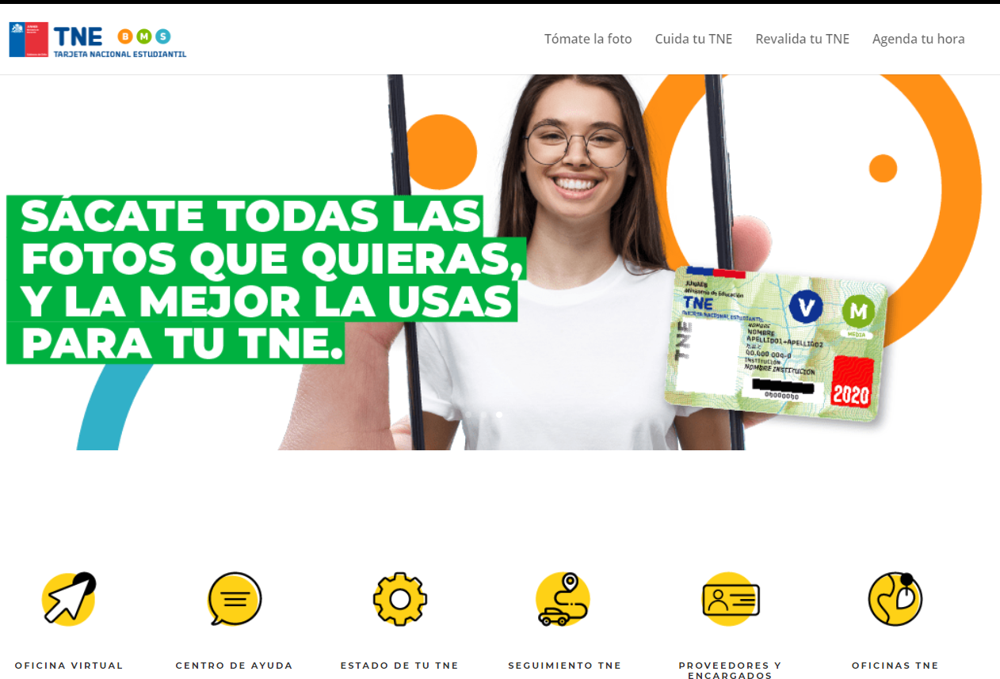 TNE B M S
TARJETA NACIONAL ESTUDIANTIL
Tómate la foto
Cuida tu TNE
Revalida tu TNE
Agenda tu hora
SÁCATE TODAS LAS
FOTOS QUE QUIERAS,
Y LA MEJOR LA USAS
PARA TU TNE.
JUNAEB
Ministerio de Educación
TNE
TARJETA NACIONAL ESTUDIANTIL
TNE
V
M
MEDIA
NOMBRE
NOMBRE
APELLIDO1+APELLIDO2
R.U.T
00.000 000-0
INSTITUCIÓN
NOMBRE INSTITUCIÓN
00000000
2020
OFICINA VIRTUAL
CENTRO DE AYUDA
ESTADO DE TU TNE
SEGUIMIENTO TNE
PROVEEDORES Y
ENCARGADOS
OFICINAS TNE